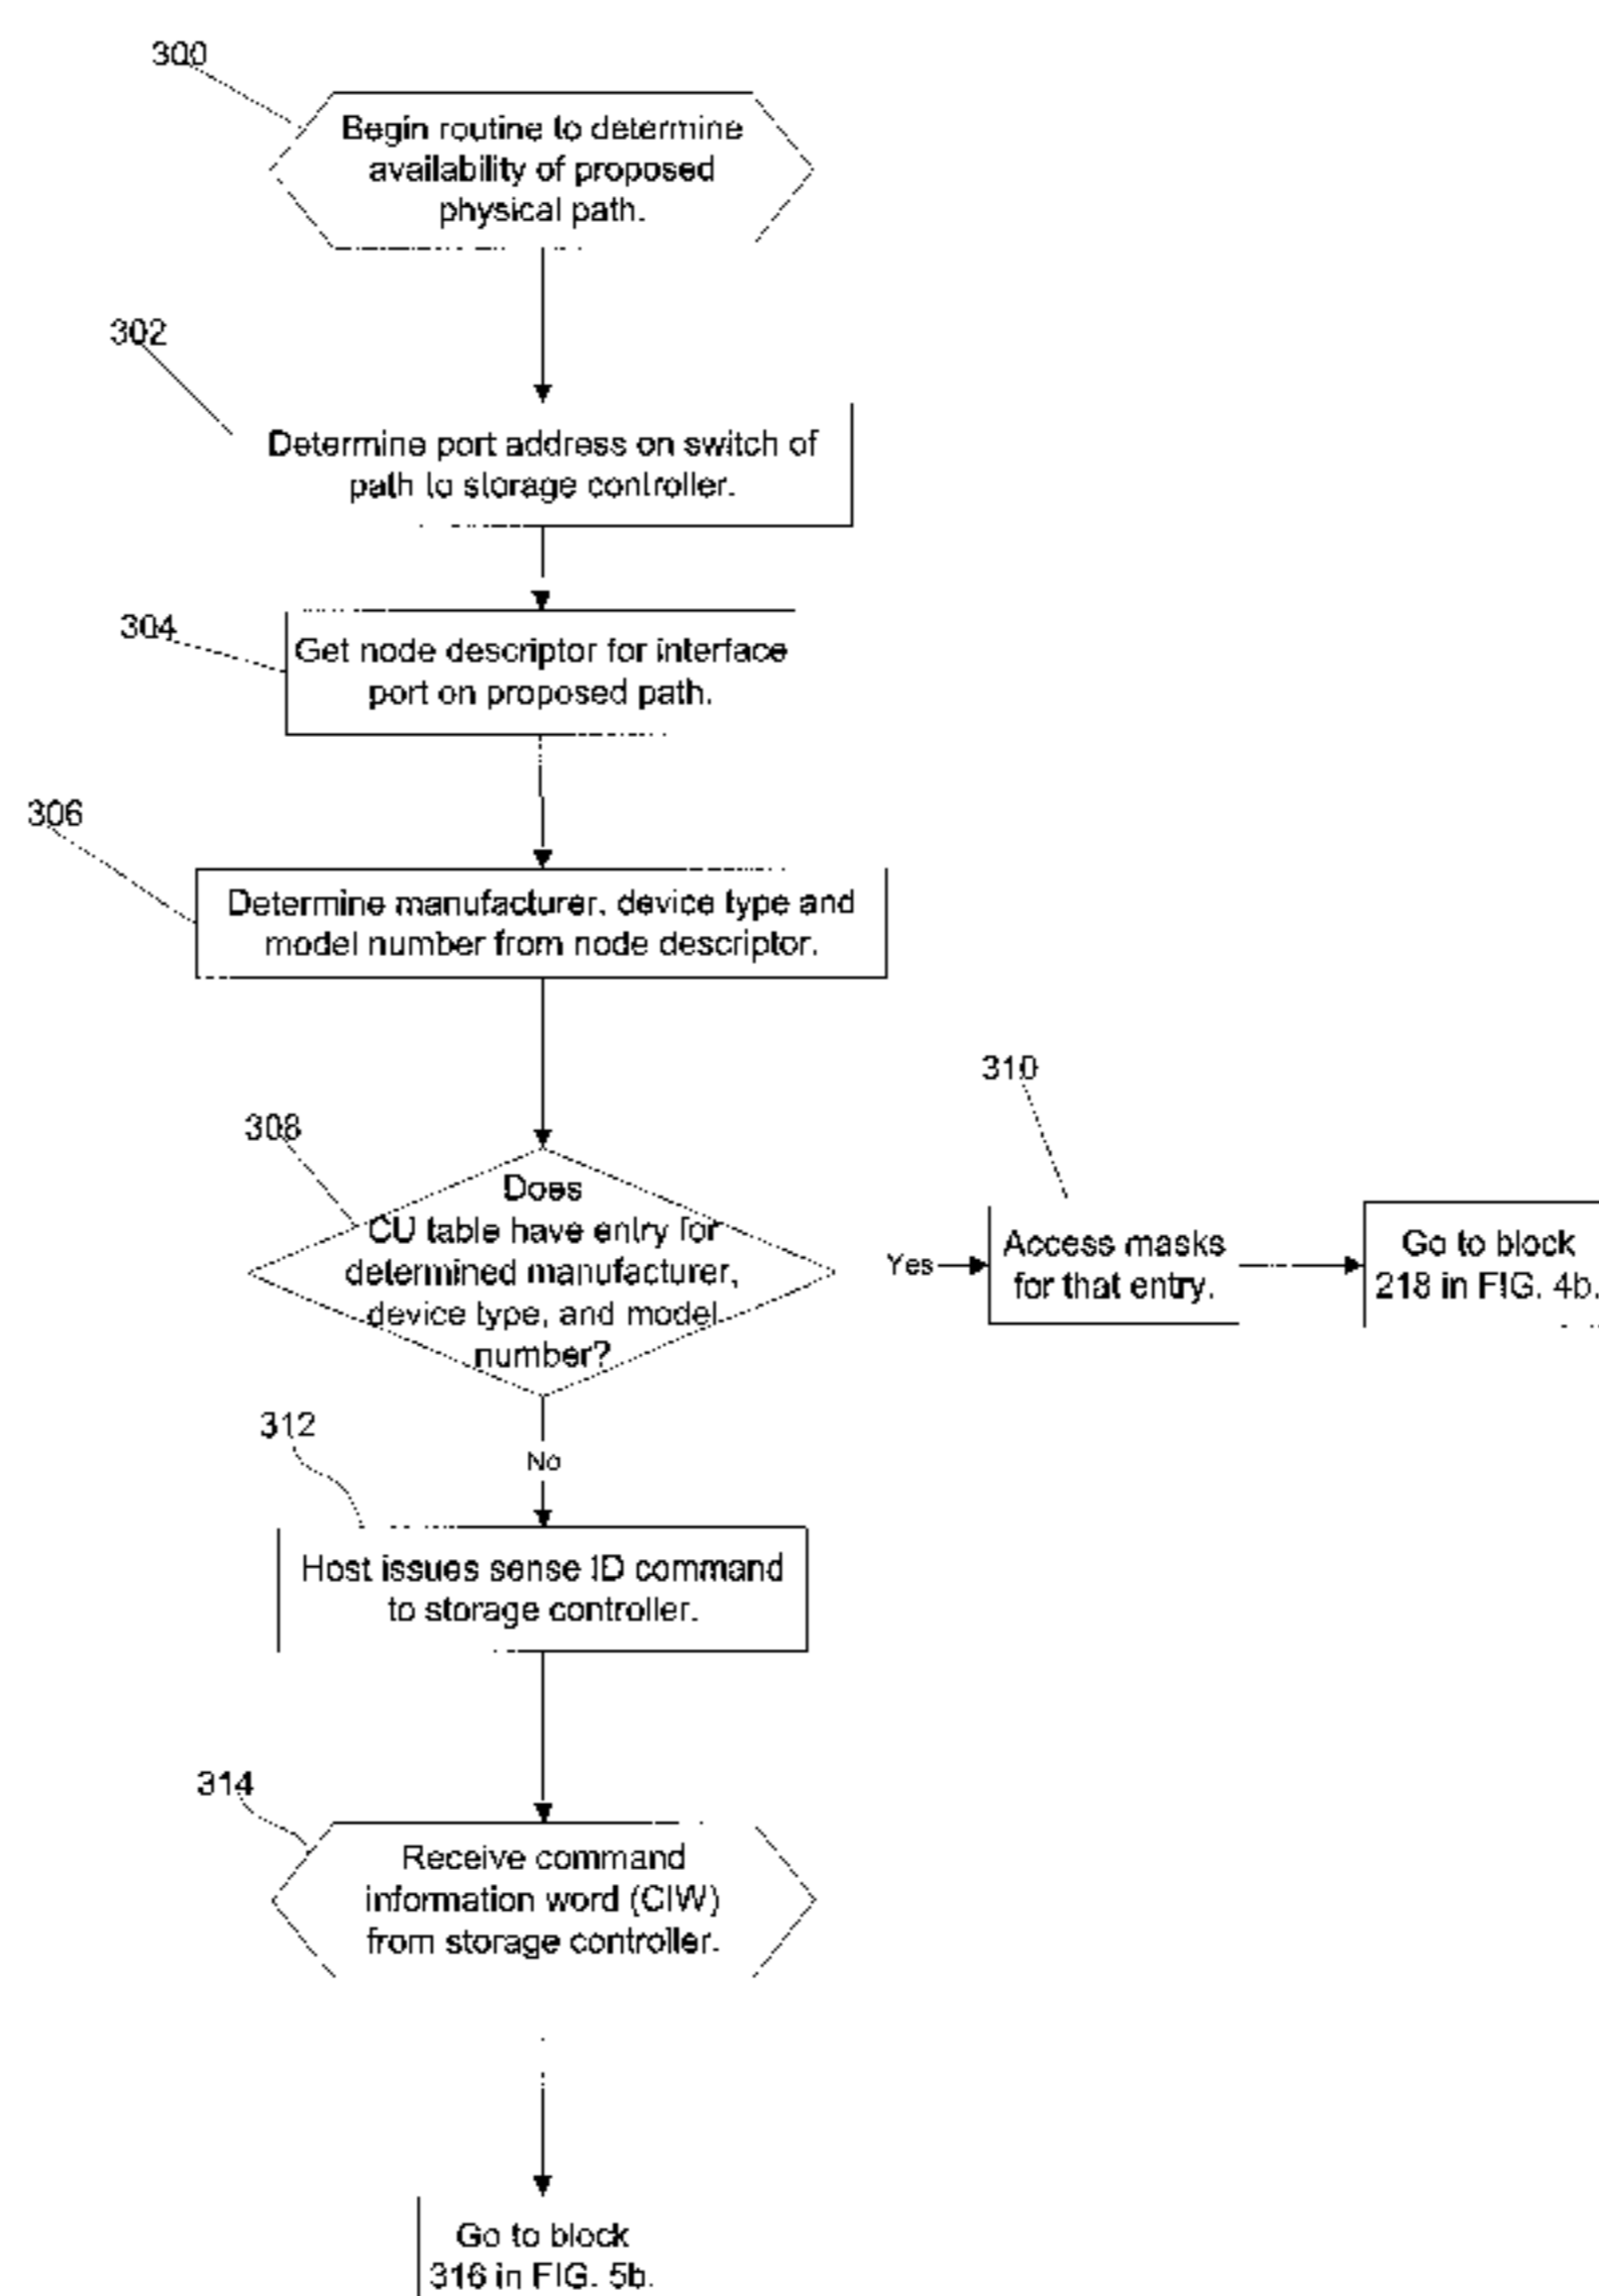 300
Begin routine to determine
availability of proposed
physical path.
302
Determine port address on switch of
path to storage controller.
304
Get node descriptor for interface
port on proposed path.
306
Determine manufacturer, device type and
model number from node descriptor.
308
Does
CU table have entry for
determined manufacturer,
device type, and model
number?
Yes
310
Access masks
for that entry.
Go to block
218 in FIG. 4b.
No
312
Host issues sense ID command
to storage controller.
314
Receive command
information word (CIW)
from storage controller.
Go to block
316 in FIG. 5b.